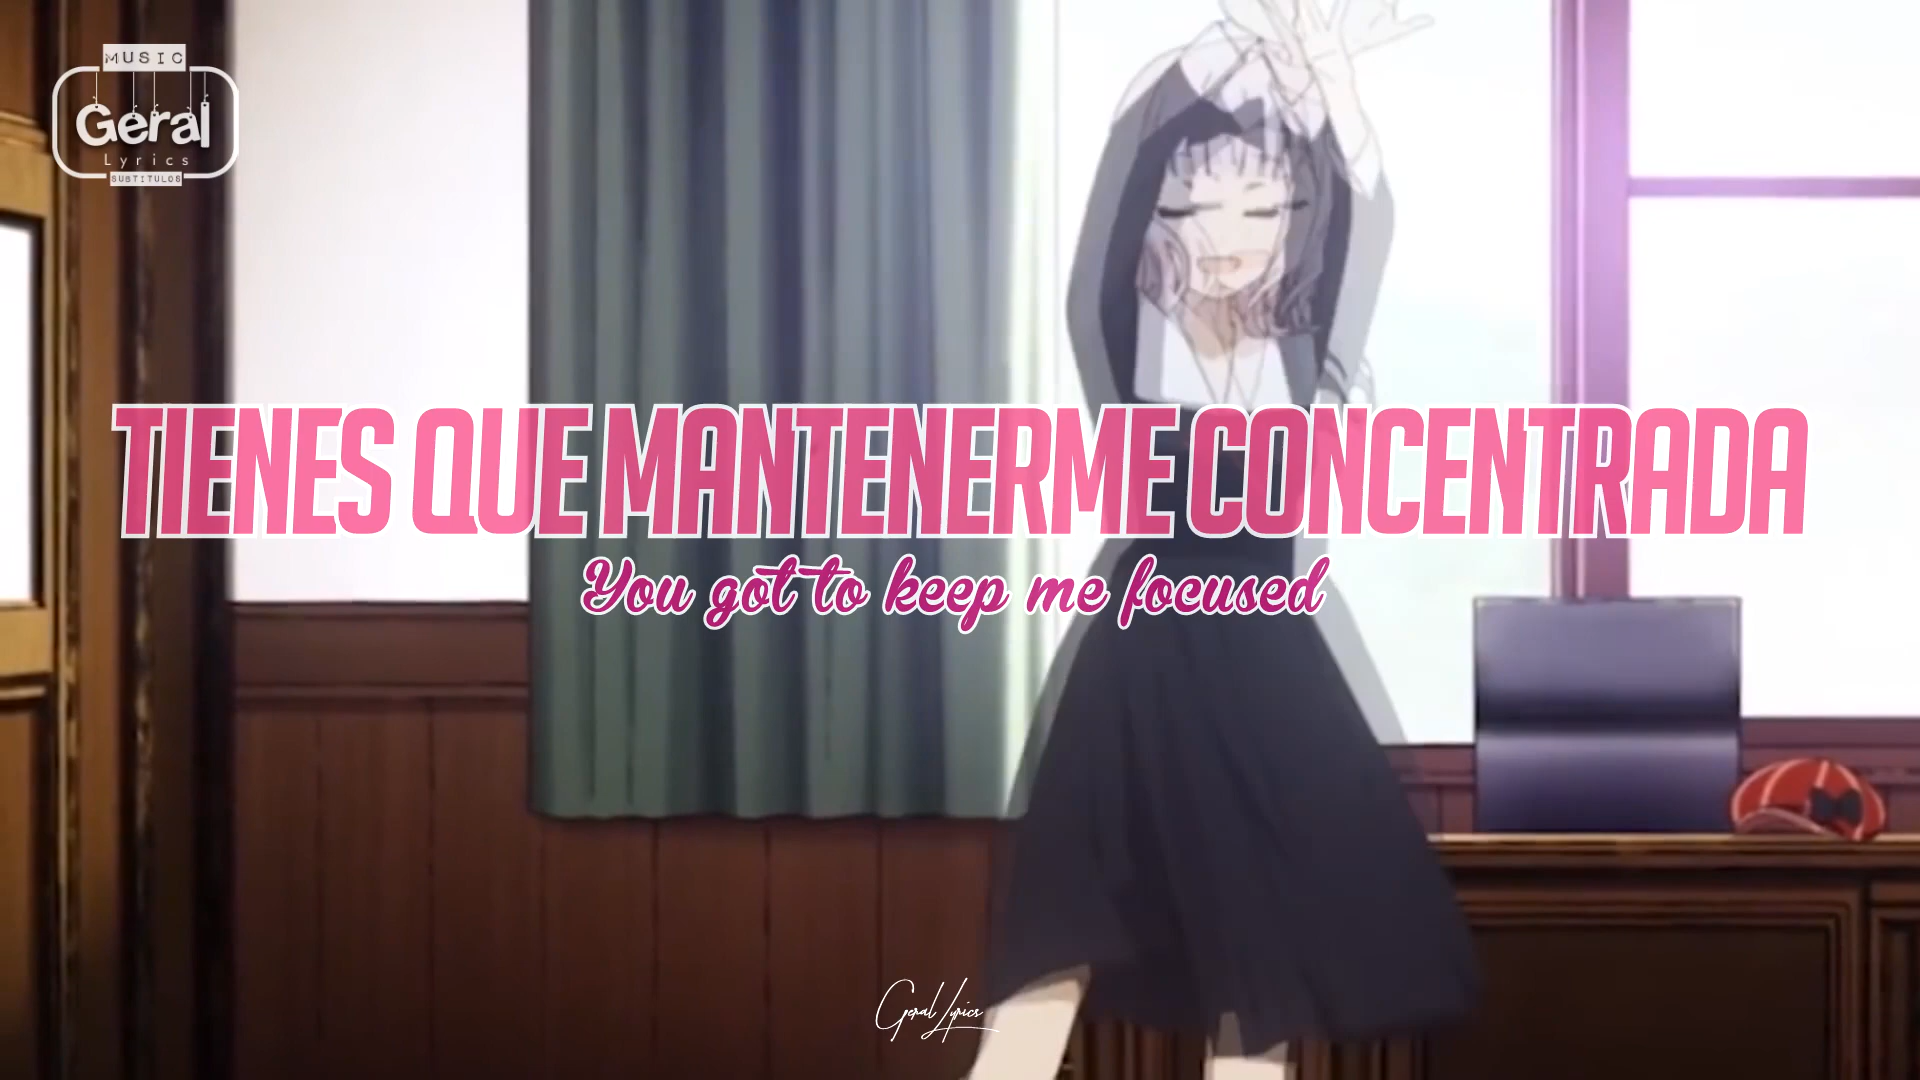 MUSIC
Geral
Lyrics
SUBTITULOS
TIENES QUE MANTENERME CONCENTRADA
You got to keep me focused
Geral Lyrics